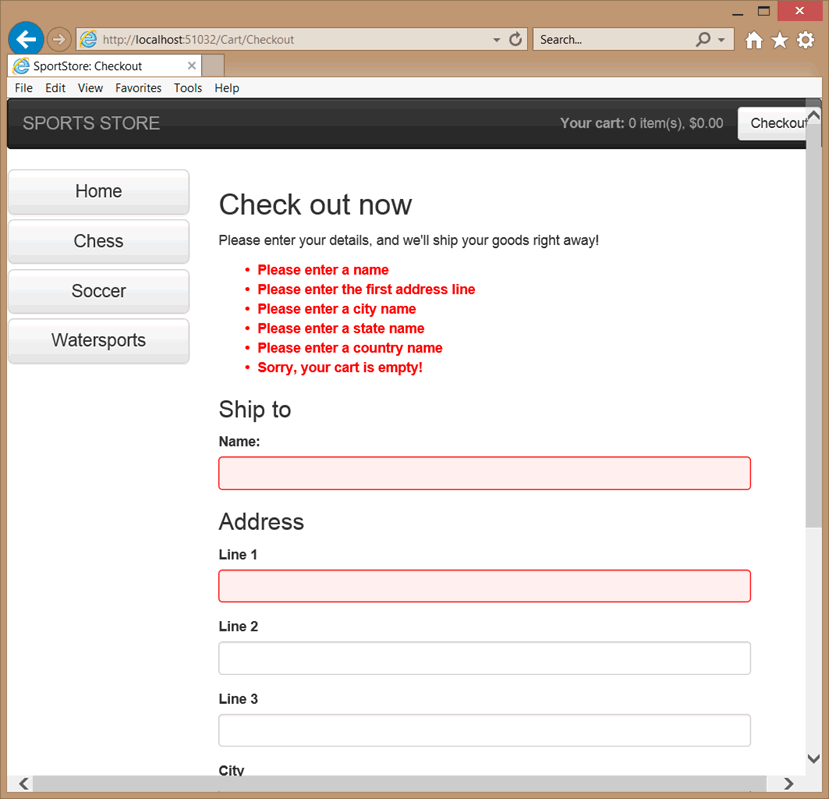 http://localhost:51032/Cart/Checkout
Search...
SportStore: Checkout
File Edit View Favorites Tools Help
SPORTS STORE
Your cart: 0 item(s), $0.00
Checkout
Home
Chess
Soccer
Watersports
Check out now
Please enter your details, and we'll ship your goods right away!
• Please enter a name
• Please enter the first address line
• Please enter a city name
• Please enter a state name
• Please enter a country name
• Sorry, your cart is empty!
Ship to
Name:
Address
Line 1
Line 2
Line 3
City